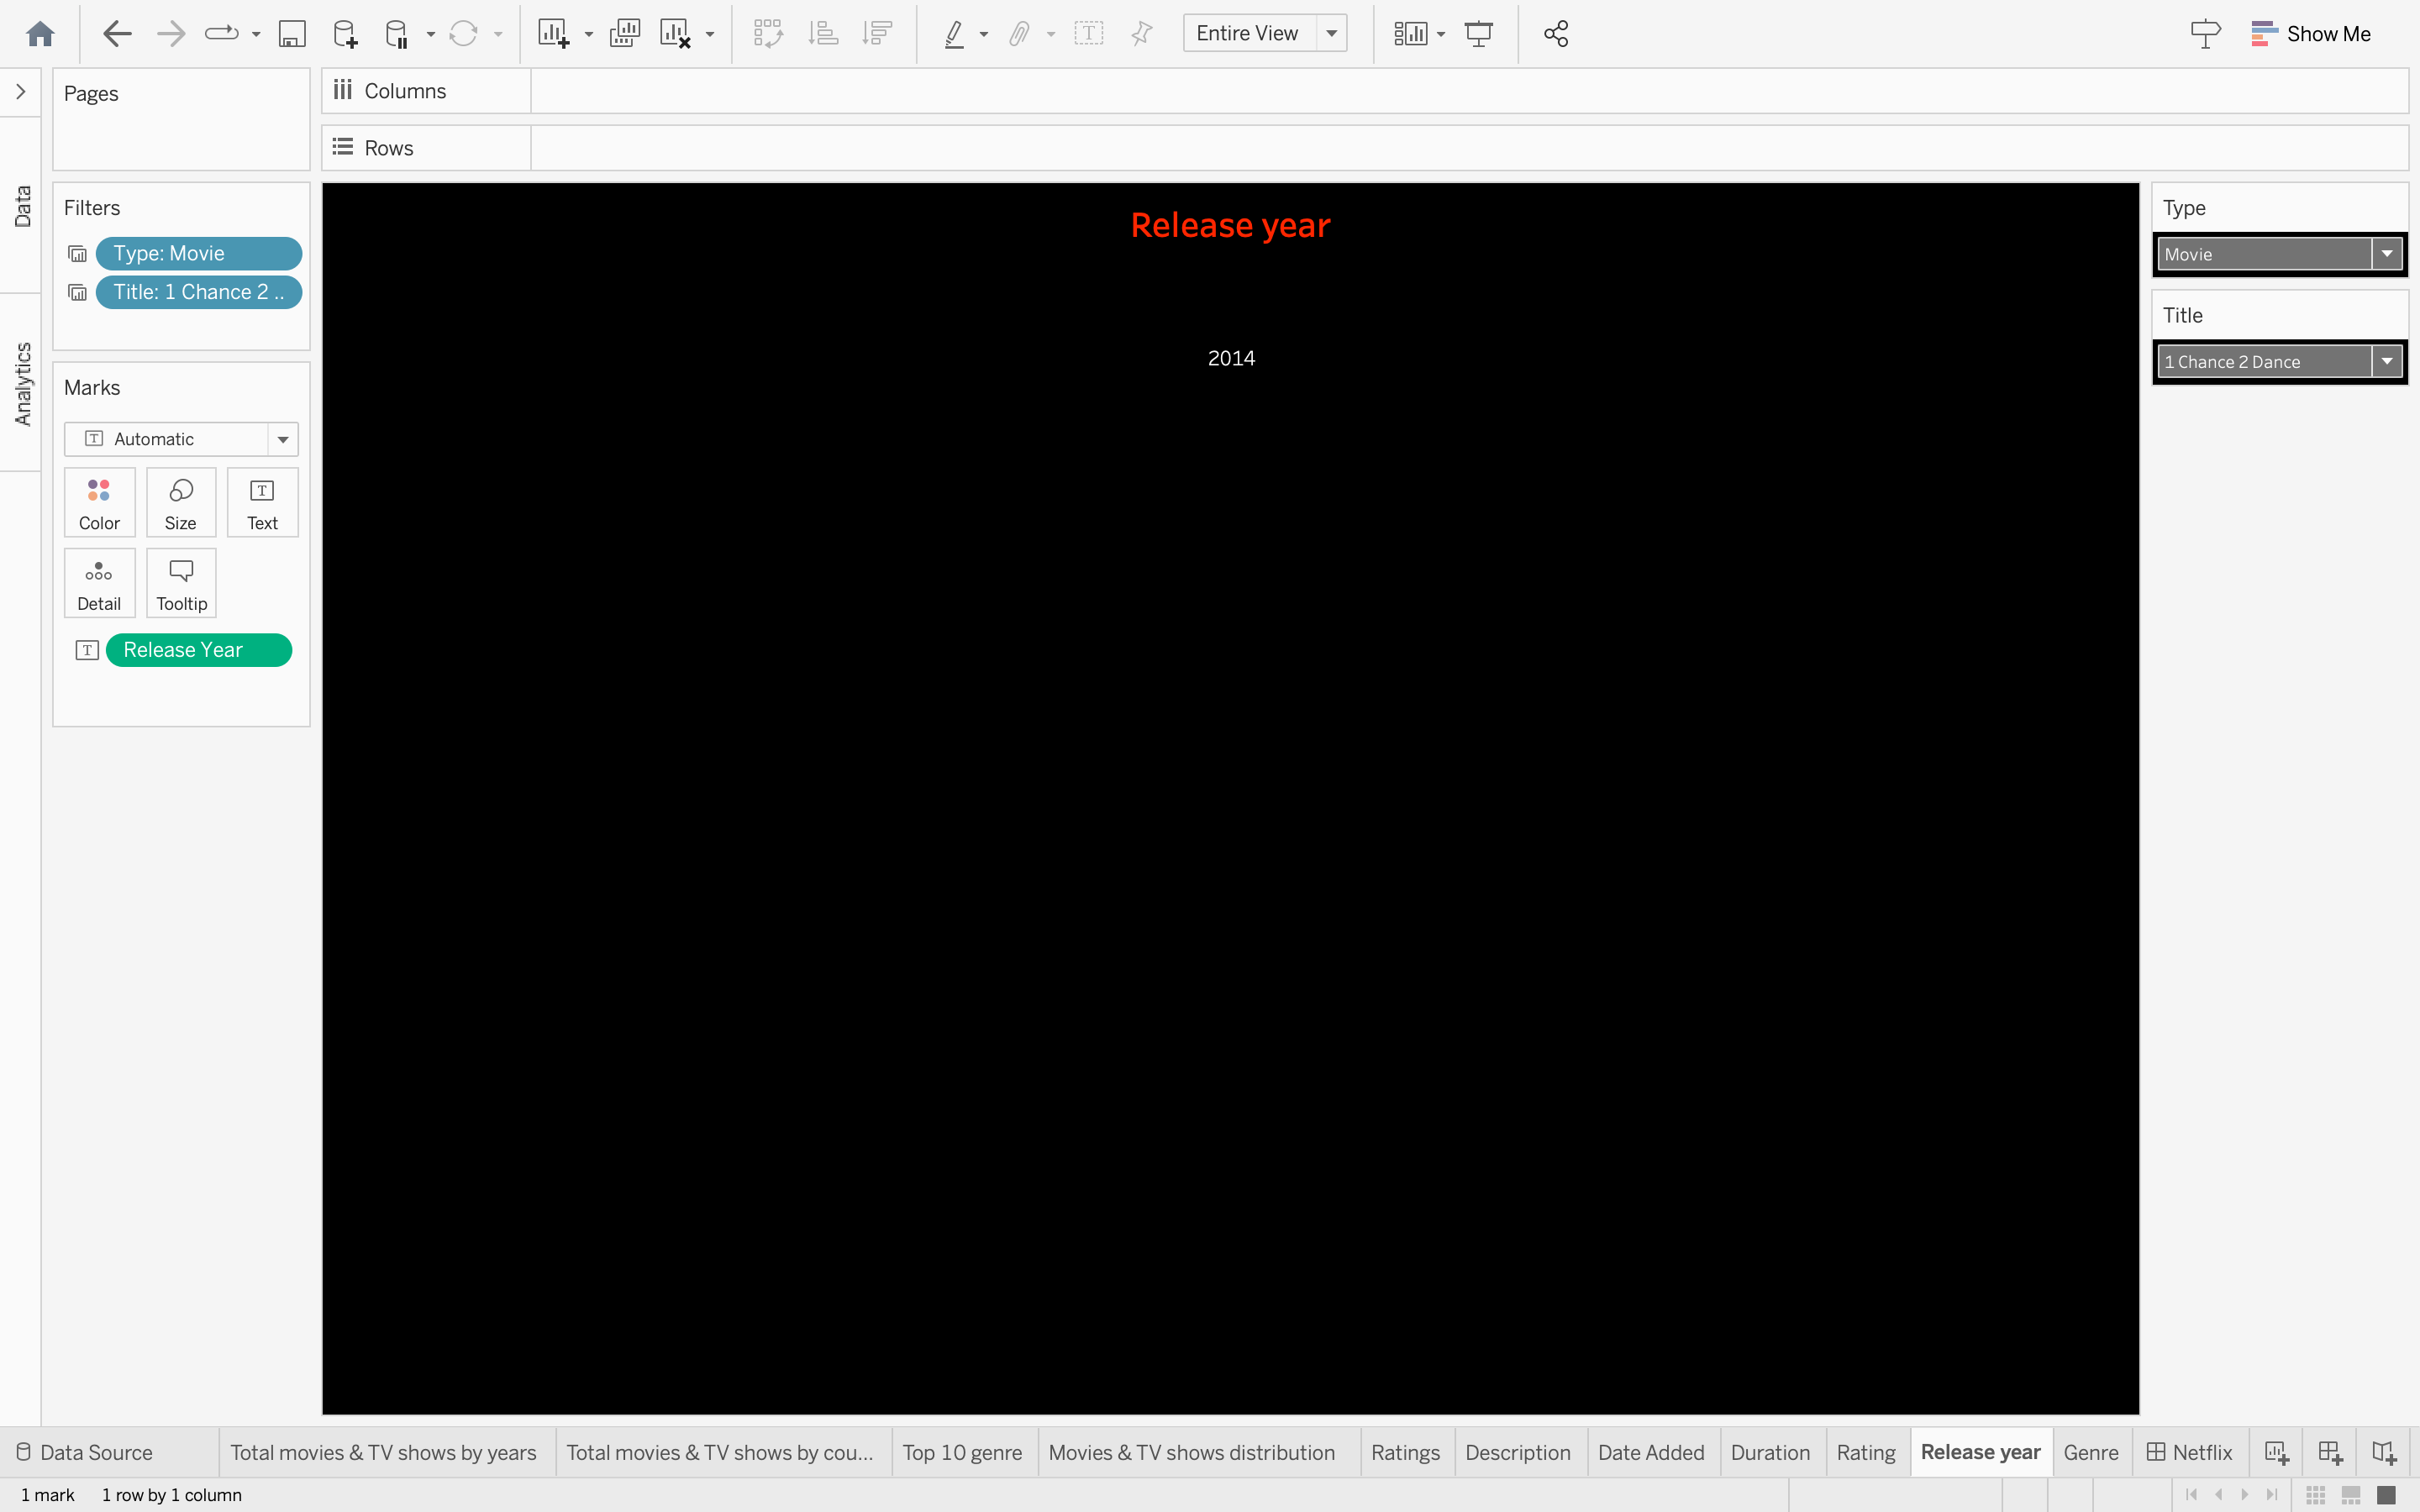 Entire View
Show Me
Pages
Columns
Rows
Data
Analytics
Filters
Type: Movie
Title: 1 Chance 2 ..
Marks
Automatic
Color
Size
T
Text
Detail
Tooltip
T
Release Year
Release year
2014
Type
Movie
Title
1 Chance 2 Dance
Data Source
Total movies & TV shows by years
Total movies & TV shows by cou...
Top 10 genre
Movies & TV shows distribution
Ratings
Description
Date Added
Duration
Rating
Release year
Genre
Netflix
1 mark
1 row by 1 column